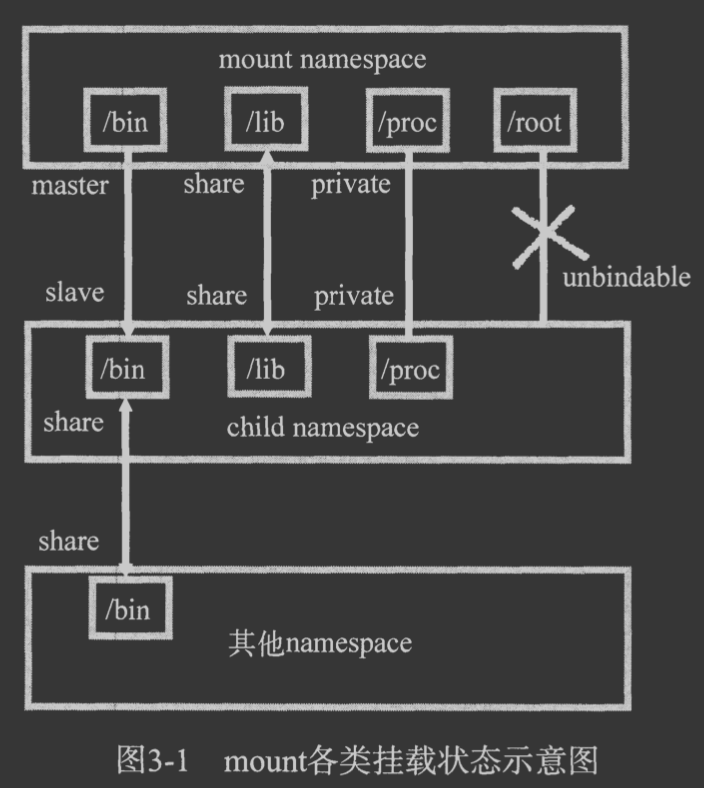 mount namespace
/bin
/lib
/proc
/root
master
share
private
unbindable
slave
share
private
/bin
/lib
/proc
share
child namespace
share
/bin
其他namespace
图3-1 mount各类挂载状态示意图